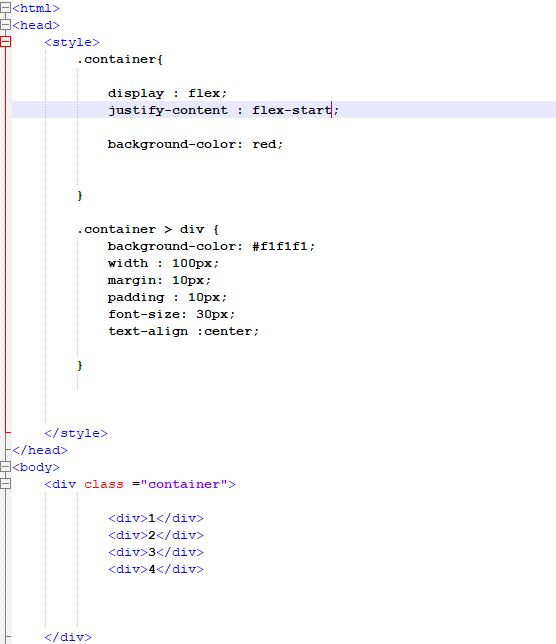 <html>
<head>
<style>
.container{
display : flex;
justify-content : flex-start;
background-color: red;
}
.container > div {
background-color: #f1f1f1;
width : 100px;
margin: 10px;
padding : 10px;
font-size: 30px;
text-align :center;
}
</style>
</head>
<body>
<div class ="container">
<div>1</div>
<div>2</div>
<div>3</div>
<div>4</div>
</div>